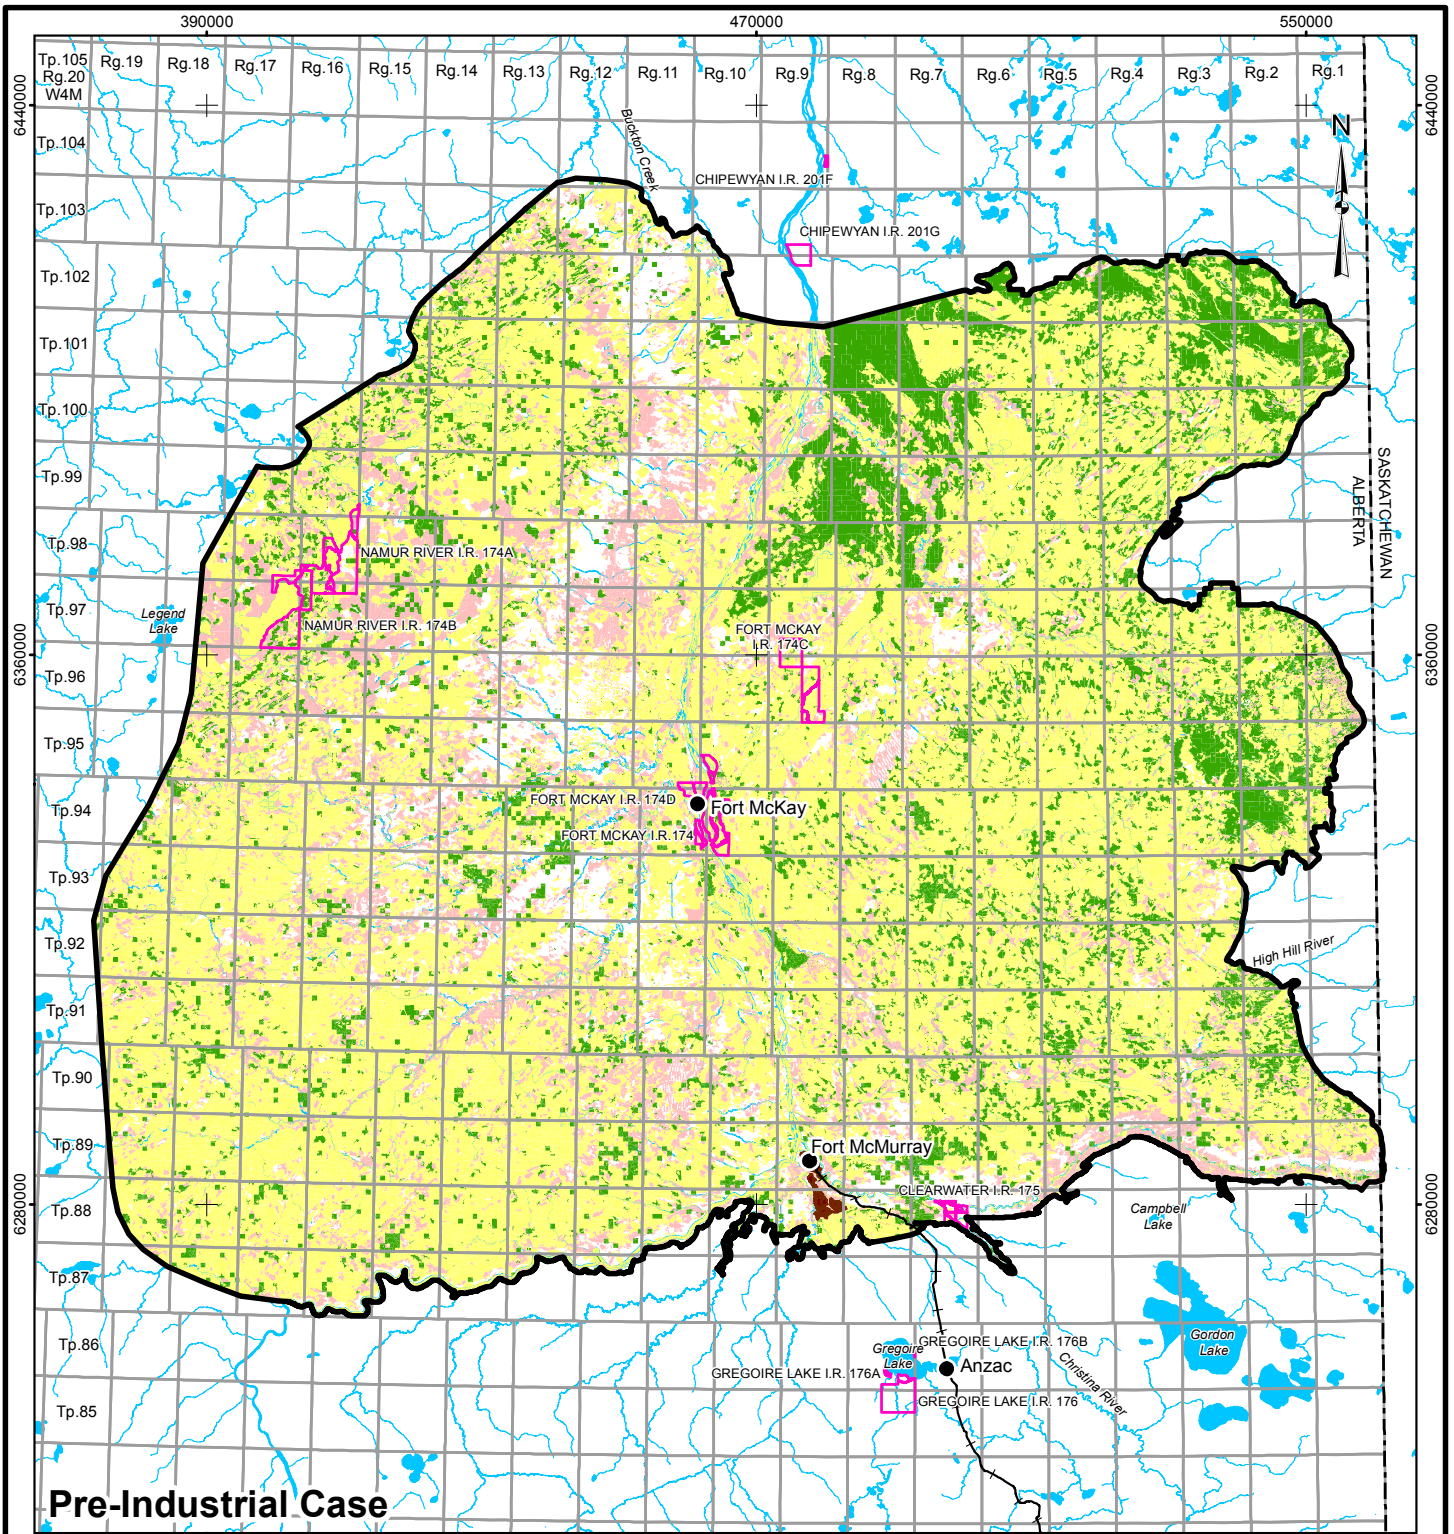 390000
470000
550000
Tp.105
Rg.20
W4M
Rg.19
Rg.18
Rg.17
Rg.16
Rg.15
Rg.14
Rg.13
Rg.12
Rg.11
Rg.10
Rg.9
Rg.8
Rg.7
Rg.6
Rg.5
Rg.4
Rg.3
Rg.2
Rg.1
6440000
6440000
N
Tp.104
Buckton Creek
CHIPEWYAN I.R. 201F
Tp.103
CHIPEWYAN I.R. 201G
Tp.102
Tp.101
Tp.100
Tp.99
SASKATCHEWAN
ALBERTA
Tp.98
NAMUR RIVER I.R. 174A
Tp.97
Legend
Lake
NAMUR RIVER I.R. 174B
FORT MCKAY
I.R. 174C
6360000
6360000
Tp.96
Tp.95
Tp.94
FORT MCKAY I.R. 174D
Fort McKay
FORT MCKAY I.R.174
Tp.93
Tp.92
High Hill River
Tp.91
Tp.90
Tp.89
Fort McMurray
CLEARWATER I.R. 175
6280000
6280000
Tp.88
Campbell
Lake
Tp.87
Tp.86
GREGOIRE LAKE I.R. 176B
Gregoire
Lake
Gordon
Lake
Anzac
GREGOIRE LAKE I.R. 176A
Christina River
GREGOIRE LAKE I.R. 176
Tp.85
Pre-Industrial Case